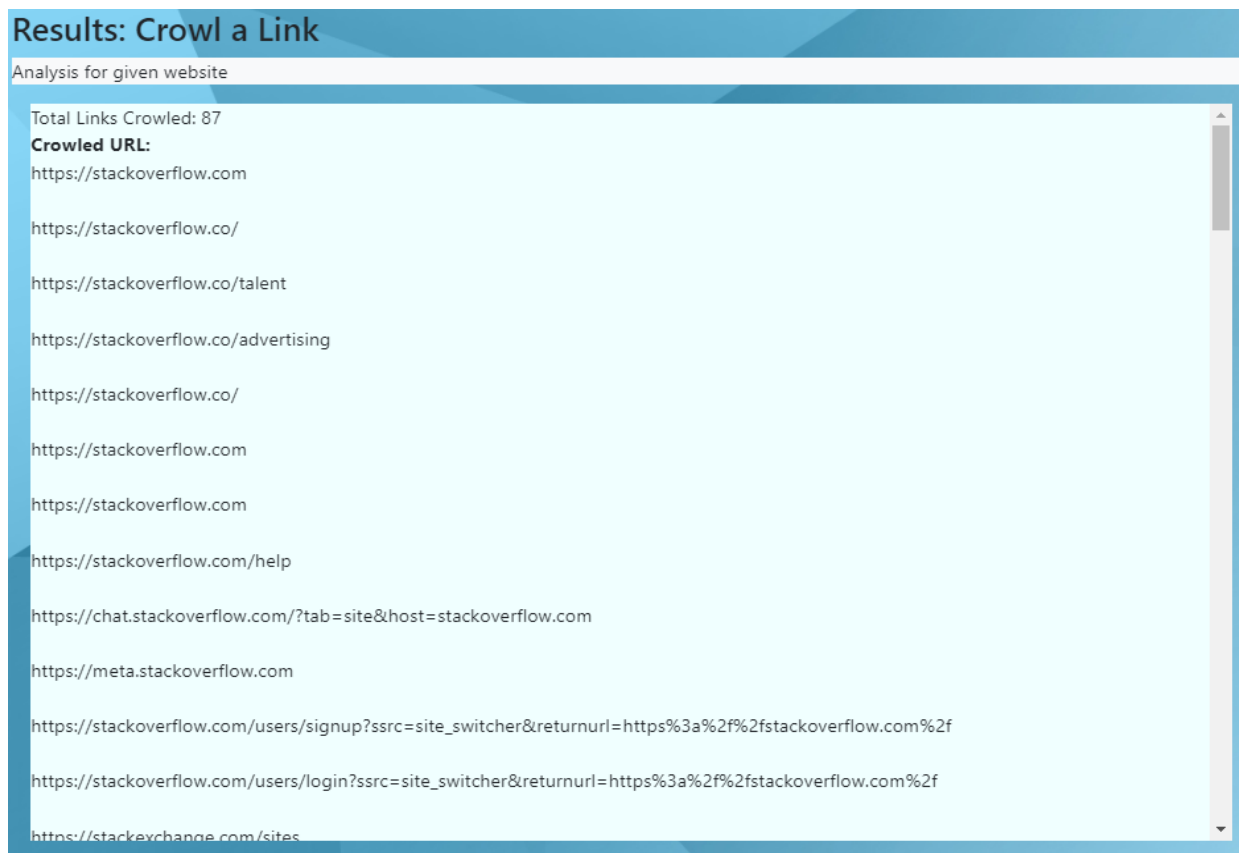 Results: Crowl a Link
Analysis for given website
Total Links Crowled: 87
Crowled URL:
https://stackoverflow.com
https://stackoverflow.co/
https://stackoverflow.co/talent
https://stackoverflow.co/advertising
https://stackoverflow.co/
https://stackoverflow.com
https://stackoverflow.com
https://stackoverflow.com/help
https://chat.stackoverflow.com/?tab=site&host=stackoverflow.com
https://meta.stackoverflow.com
https://stackoverflow.com/users/signup?ssrc=site_switcher&returnurl=https%3a%2f%2fstackoverflow.com%2f
https://stackoverflow.com/users/login?ssrc=site_switcher&returnurl=https%3a%2f%2fstackoverflow.com%2f
https://stackexchange.com/sites